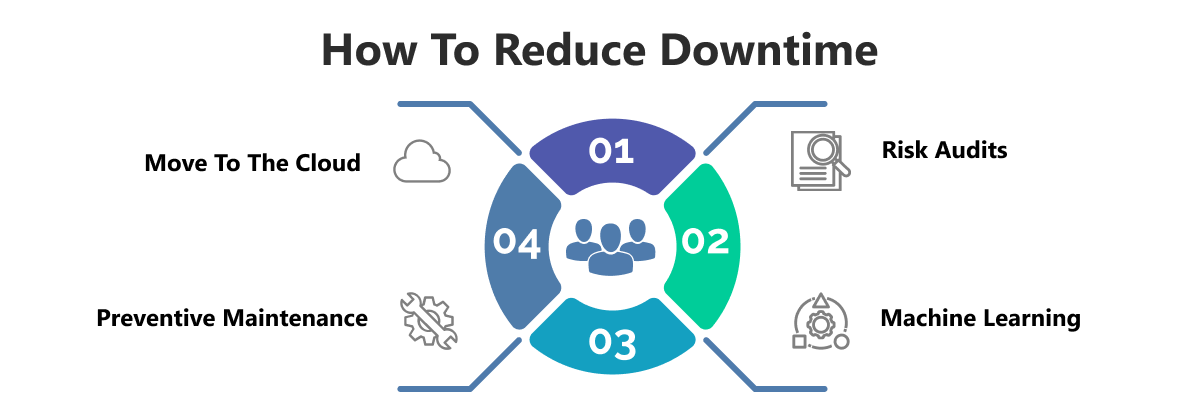 How To Reduce Downtime
Move To The Cloud
01
Risk Audits
04
02
Preventive Maintenance
03
Machine Learning